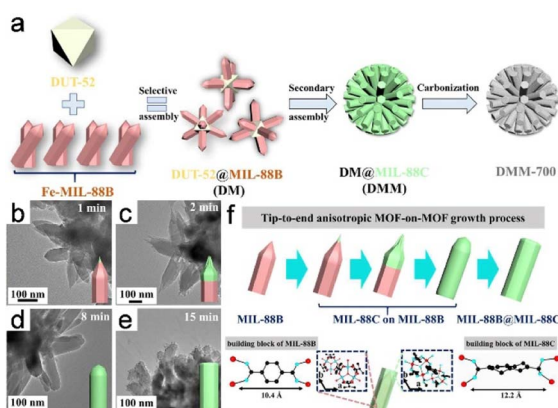 a
DUT-52
Fe-MIL-88B
Selective
assembly
DUT-52@MIL-88B
(DM)
Secondary
assembly
DM@MIL-88C
(DMM)
Carbonization
DMM-700
b
1 min
100 nm
c
2 min
100 nm
d
8 min
100 nm
e
15 min
100 nm
f
Tip-to-end anisotropic MOF-on-MOF growth process
MIL-88B
MIL-88C on MIL-88B
MIL-88B@MIL-88C
building block of MIL-88B
10.4 Å
building block of MIL-88C
12.2 Å